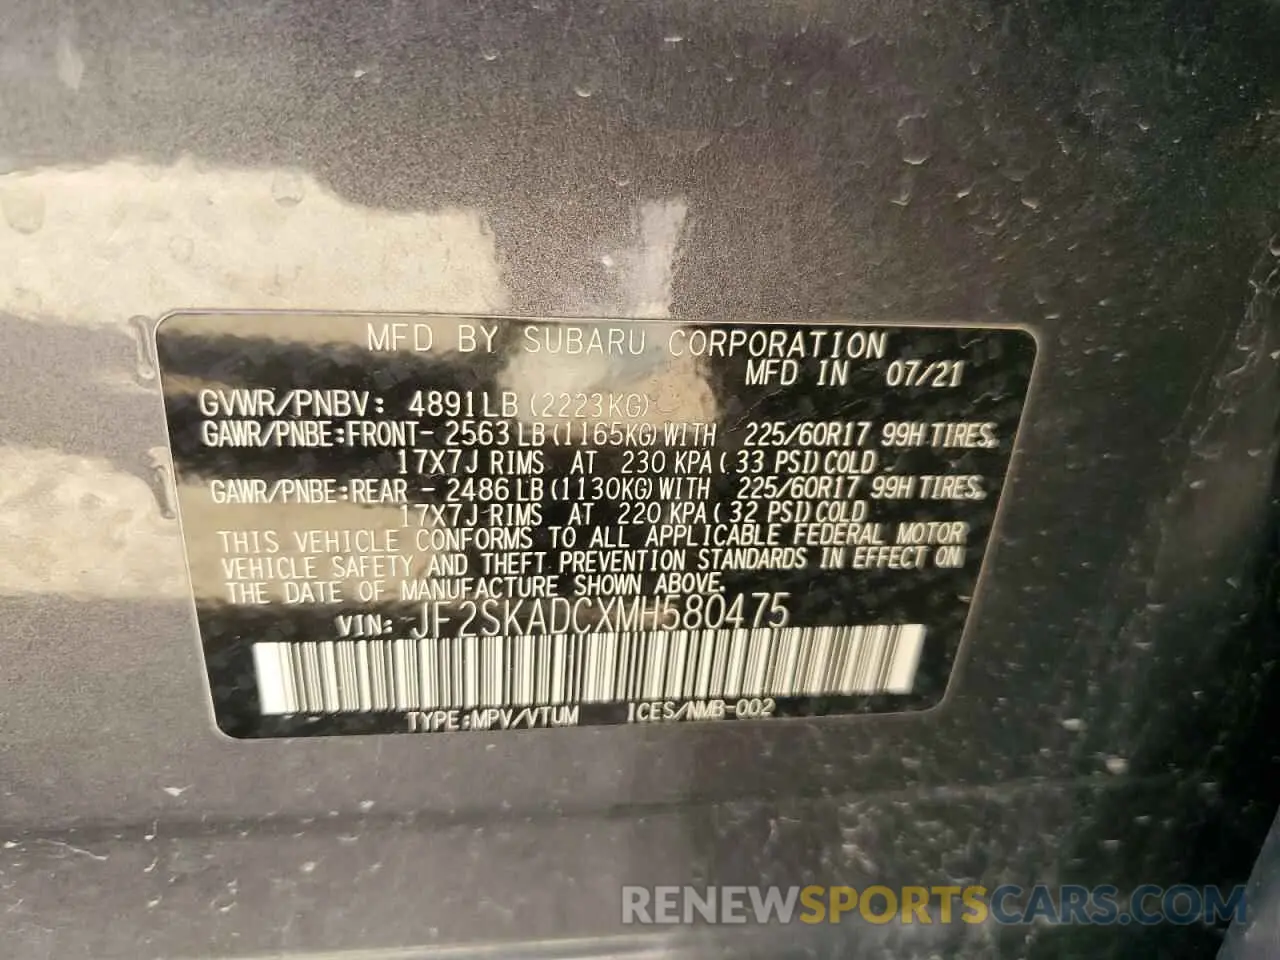 MFD BY SUBARU CORPORATION
MFD IN 07/21
GVWR/PNBV: 4891LB (2223KG)
GAWR/PNBE:FRONT- 2563 LB (1165KG) WITH 225/60R17 99H TIRES,
17X7J RIMS AT 230 KPA ( 33 PSI) COLD
GAWR/PNBE:REAR - 2486 LB (1130KG) WITH 225/60R17 99H TIRES,
17X7J RIMS AT 220 KPA ( 32 PSI) COLD
THIS VEHICLE CONFORMS TO ALL APPLICABLE FEDERAL MOTOR
VEHICLE SAFETY AND THEFT PREVENTION STANDARDS IN EFFECT ON
THE DATE OF MANUFACTURE SHOWN ABOVE.
VIN: JF2SKADCXMH580475
TYPE:MPV/VTUM ICES/NMB-002
RENEWSPORTSCARS.COM